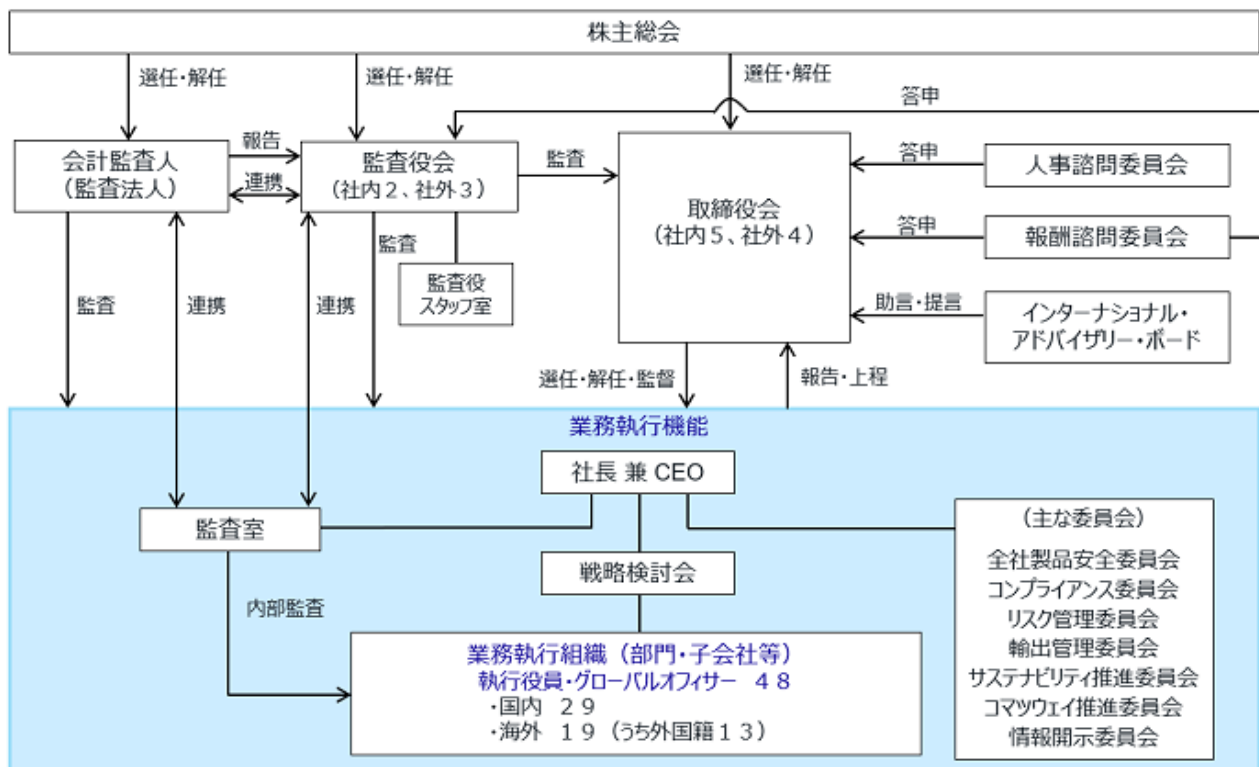 株主総会
選任・解任
選任・解任
選任・解任
答申
会計監査人
（監査法人）
報告
連携
監査役会
（社内２、社外３）
監査
取締役会
（社内５、社外４）
答申
人事諮問委員会
答申
報酬諮問委員会
助言・提言
インターナショナル・
アドバイザリー・ボード
監査
連携
連携
監査
監査役
スタッフ室
選任・解任・監督
報告・上程
業務執行機能
社長 兼 CEO
監査室
戦略検討会
内部監査
業務執行組織（部門・子会社等）
執行役員・グローバルオフィサー ４８
・国内 ２９
・海外 １９（うち外国籍１３）
（主な委員会）
全社製品安全委員会
コンプライアンス委員会
リスク管理委員会
輸出管理委員会
サステナビリティ推進委員会
コマツウェイ推進委員会
情報開示委員会